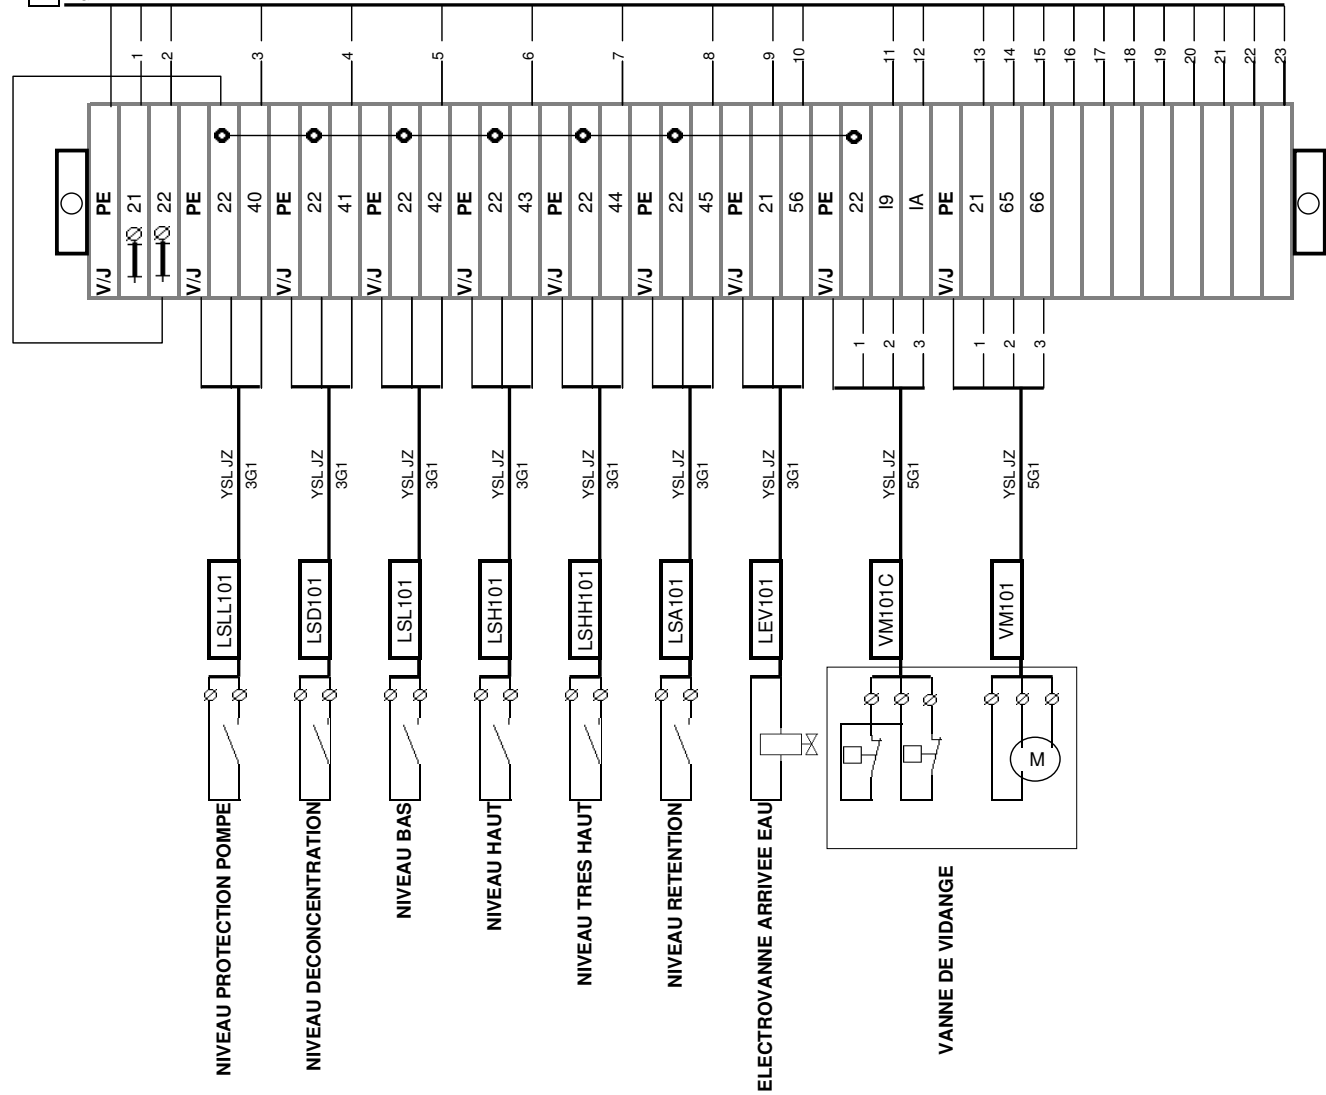 1
2
3
4
5
6
7
8
9
10
11
12
13
14
15
16
17
18
19
20
21
22
23
V/J PE
21
22
V/J PE
22
40
V/J PE
22
41
V/J PE
22
42
V/J PE
22
43
V/J PE
22
44
V/J PE
22
45
V/J PE
21
56
V/J PE
22
I9
IA
V/J PE
21
65
66
1
2
3
1
2
3
YSL JZ
3G1
YSL JZ
3G1
YSL JZ
3G1
YSL JZ
3G1
YSL JZ
3G1
YSL JZ
3G1
YSL JZ
3G1
YSL JZ
5G1
YSL JZ
5G1
LSLL101
LSD101
LSL101
LSH101
LSHH101
LSA101
LEV101
VM101C
VM101
M
NIVEAU PROTECTION POMPE
NIVEAU DECONCENTRATION
NIVEAU BAS
NIVEAU HAUT
NIVEAU TRES HAUT
NIVEAU RETENTION
ELECTROVANNE ARRIVEE EAU
VANNE DE VIDANGE